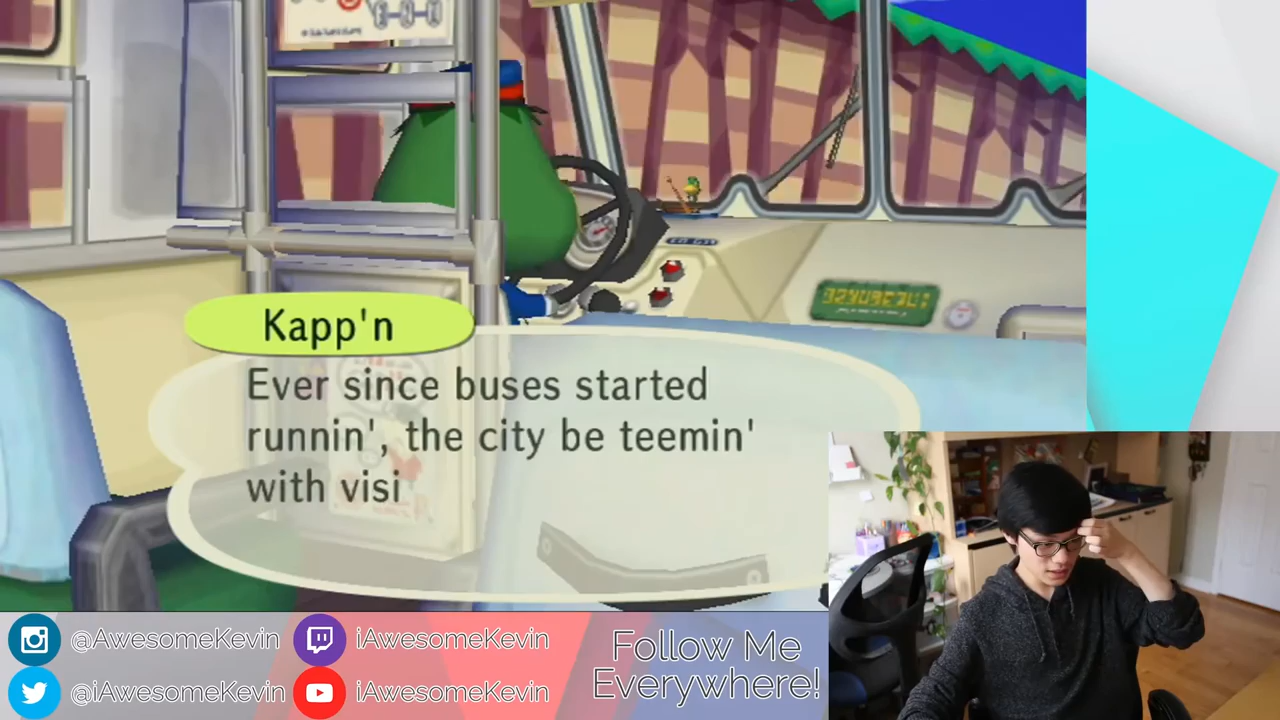 Kapp'n
Ever since buses started
runnin', the city be teemin'
with visi
@AwesomeKevin
iAwesomeKevin
@iAwesomeKevin
iAwesomeKevin
Follow Me
Everywhere!